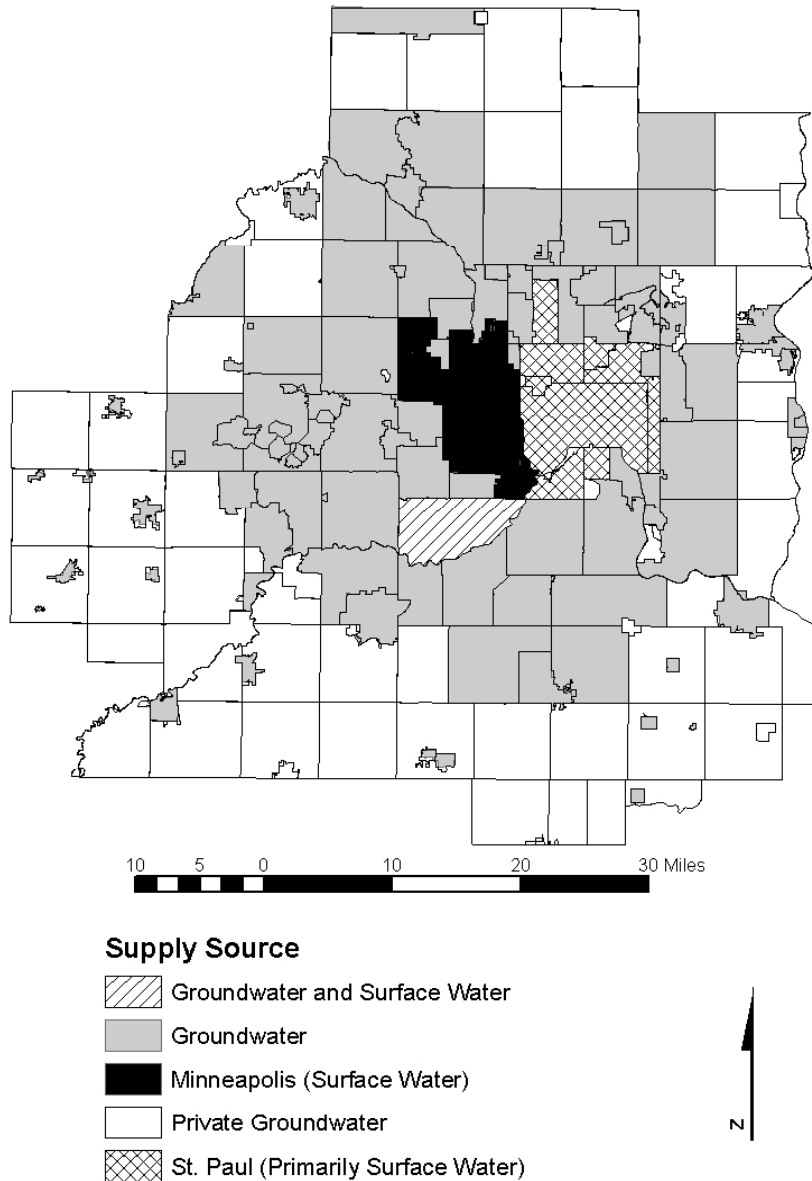 10 5 0 10 20 30 Miles
Supply Source
Groundwater and Surface Water
Groundwater
Minneapolis (Surface Water)
Private Groundwater
St. Paul (Primarily Surface Water)
N